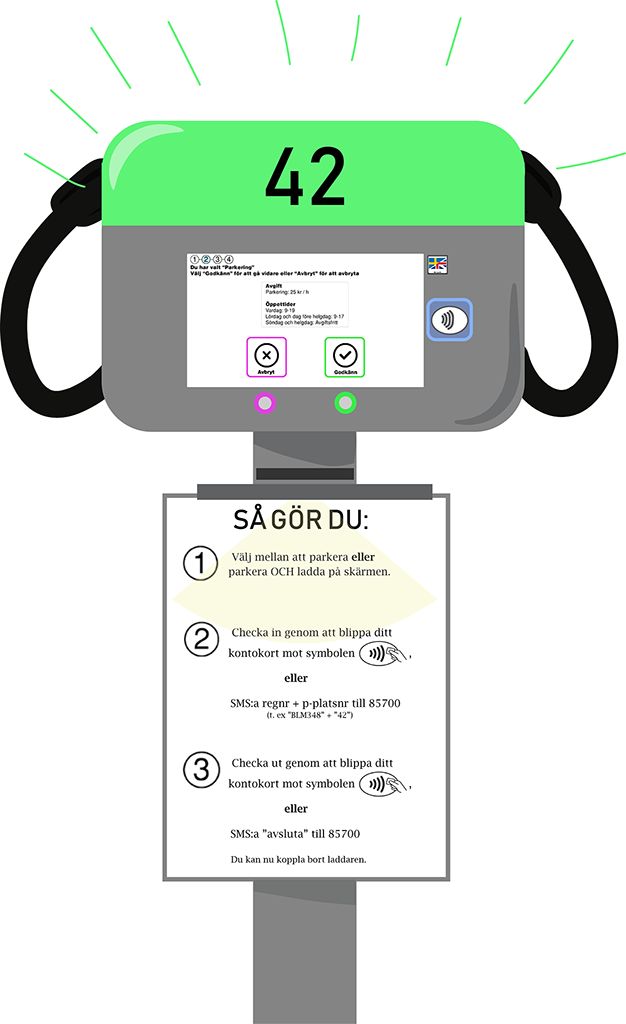 42
1 2 3 4
Du har valt "Parkering"
Välj "Godkänn" för att gå vidare eller "Avbryt" för att avbryta
Avgift
Parkering: 25 kr / h
Öppettider
Vardag: 9-19
Lördag och dag före helgdag: 9-17
Söndag och helgdag: Avgiftsfritt
Avbryt
Godkänn
SÅ GÖR DU:
1 Välj mellan att parkera eller
parkera OCH ladda på skärmen.
2 Checka in genom att blippa ditt
kontokort mot symbolen ,
eller
SMS:a regnr + p-platsnr till 85700
(t. ex "BLM348" + "42")
3 Checka ut genom att blippa ditt
kontokort mot symbolen ,
eller
SMS:a "avsluta" till 85700
Du kan nu koppla bort laddaren.